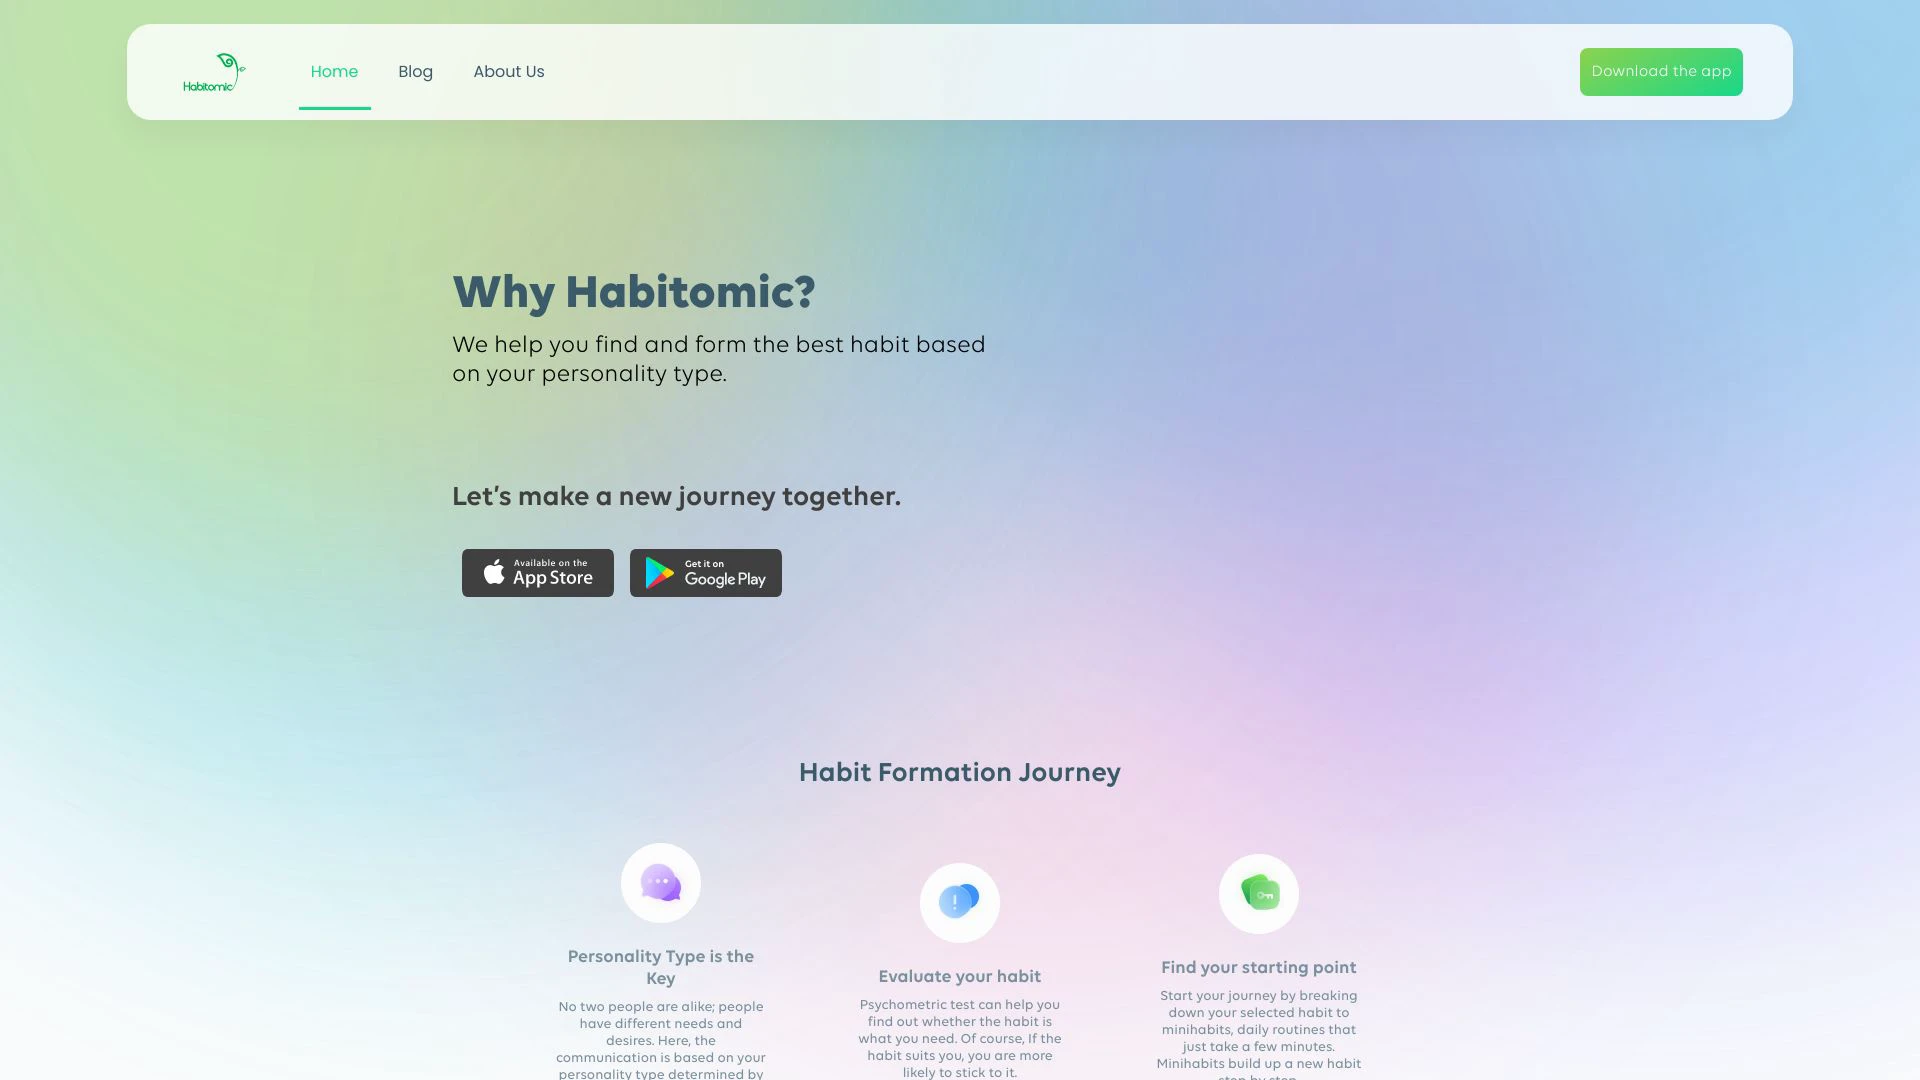 Habitomic
Home
Blog
About Us
Download the app
Why Habitomic?
We help you find and form the best habit based
on your personality type.
Let's make a new journey together.
Available on the
App Store
Get it on
Google Play
Habit Formation Journey
Personality Type is the
Key
No two people are alike; people
have different needs and
desires. Here, the
communication is based on your
personality type determined by
Evaluate your habit
Psychometric test can help you
find out whether the habit is
what you need. Of course, If the
habit suits you, you are more
likely to stick to it.
Find your starting point
Start your journey by breaking
down your selected habit to
minihabits, daily routines that
just take a few minutes.
Minihabits build up a new habit
step by step.